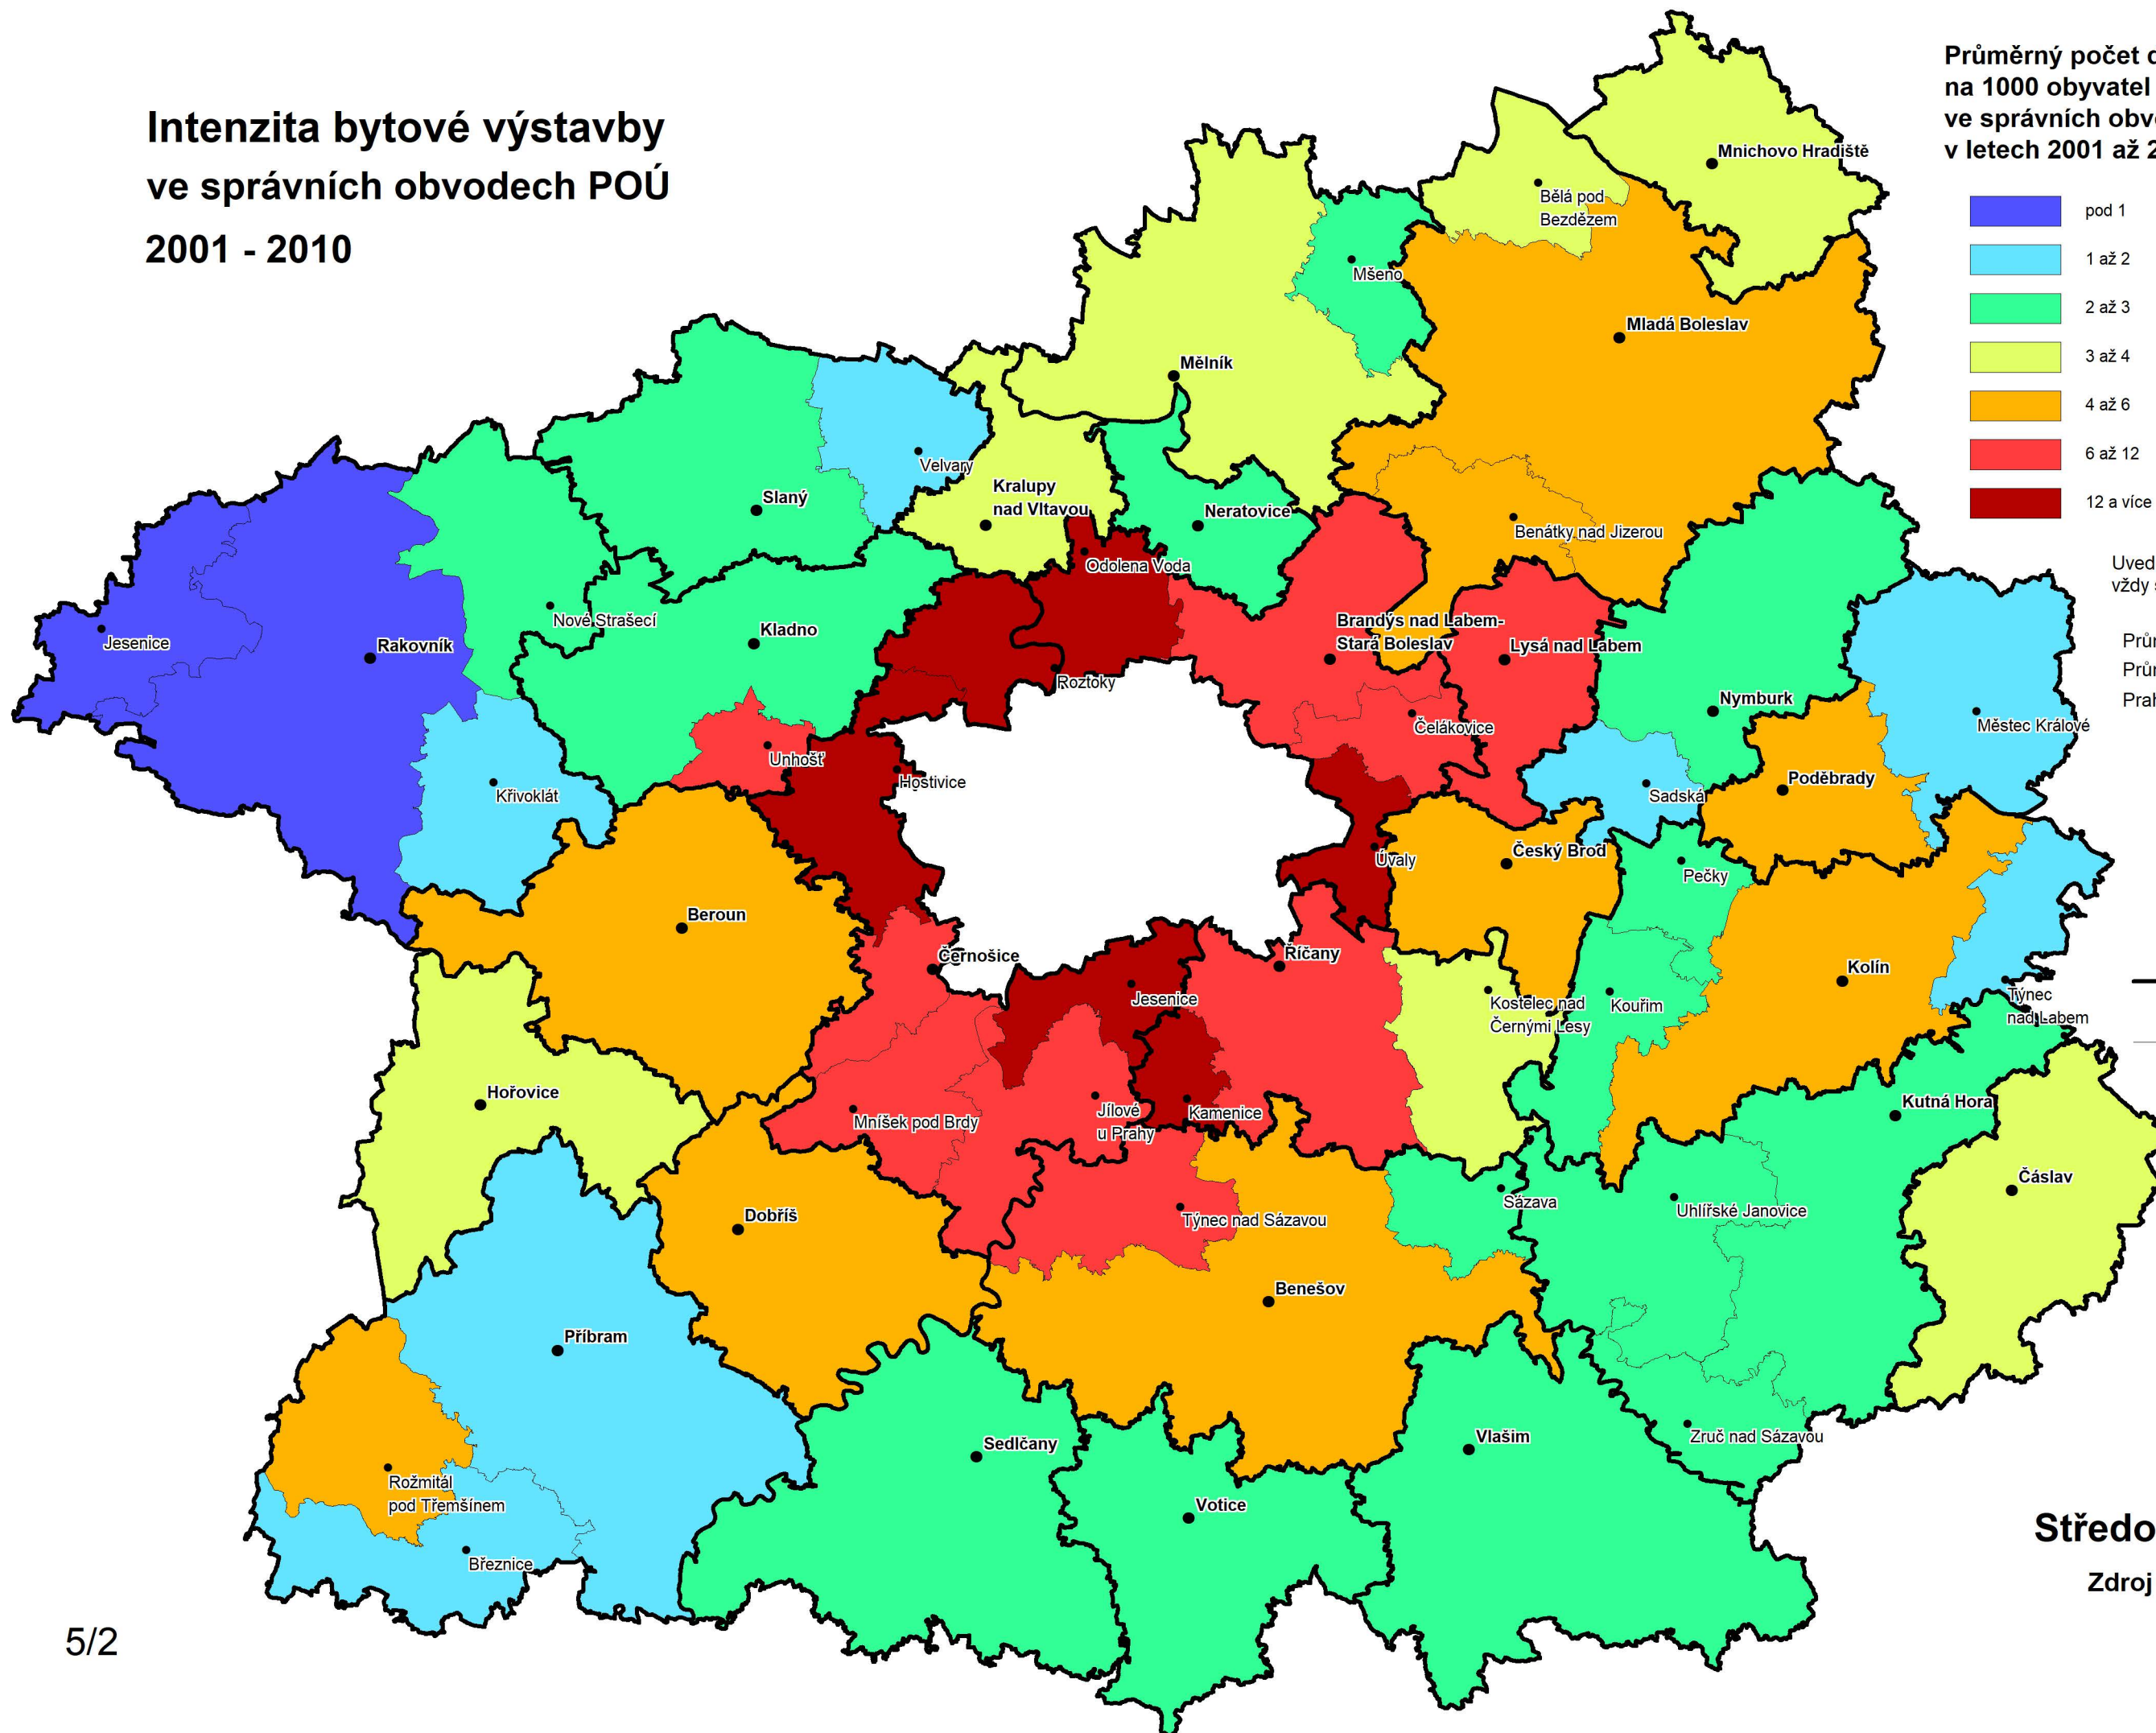 Intenzita bytové výstavby
ve správních obvodech POÚ
2001 - 2010
Průměrný počet d
na 1000 obyvatel
ve správních obv
v letech 2001 až 2
pod 1
1 až 2
2 až 3
3 až 4
4 až 6
6 až 12
12 a více
Uved
vždy s
Prům
Prům
Prah
Mnichovo Hradiště
Bělá pod
Bezdězem
Mšeno
Mladá Boleslav
Mělník
Velvary
Slaný
Kralupy
nad Vltavou
Neratovice
Benátky nad Jizerou
Odolena Voda
Nové Strašecí
Kladno
Brandýs nad Labem-
Stará Boleslav
Lysá nad Labem
Jesenice
Rakovník
Roztoky
Nymburk
Městec Králové
Čelákovice
Unhošť
Hostivice
Křivoklát
Sadská
Poděbrady
Úvaly
Český Brod
Pečky
Beroun
Černošice
Říčany
Kolín
Jesenice
Kostelec nad
Černými Lesy
Kouřim
Týnec
nad Labem
Hořovice
Mníšek pod Brdy
Jílové
u Prahy
Kamenice
Kutná Hora
Čáslav
Dobříš
Týnec nad Sázavou
Sázava
Uhlířské Janovice
Benešov
Příbram
Sedlčany
Vlašim
Zruč nad Sázavou
Rožmitál
pod Třemšínem
Votice
Březnice
Středo
Zdroj
5/2